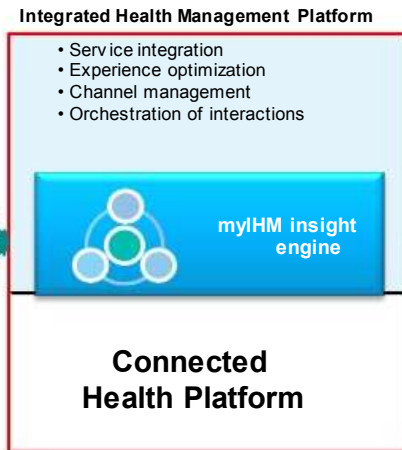 Integrated Health Management Platform
• Service integration
• Experience optimization
• Channel management
• Orchestration of interactions
myIHM insight
engine
Connected
Health Platform